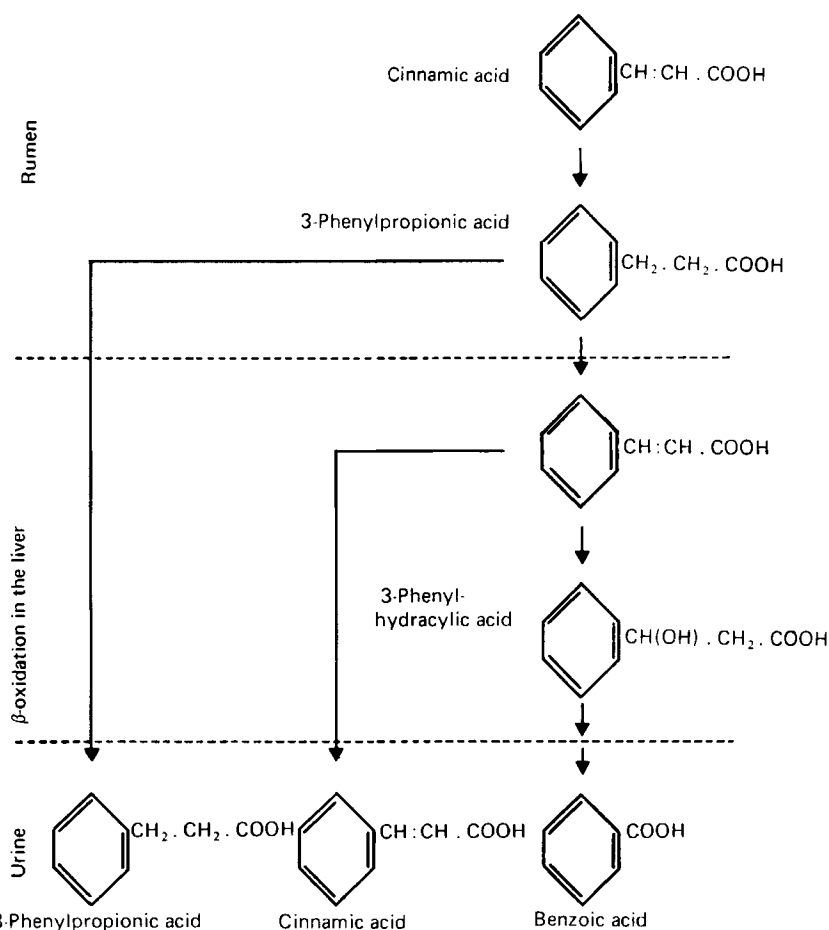 Rumen
Cinnamic acid
CH:CH . COOH
3-Phenylpropionic acid
CH₂. CH₂. COOH
β-oxidation in the liver
CH:CH . COOH
3-Phenyl-
hydracylic acid
CH(OH) . CH₂. COOH
Urine
CH₂. CH₂. COOH
CH:CH . COOH
COOH
3-Phenylpropionic acid
Cinnamic acid
Benzoic acid